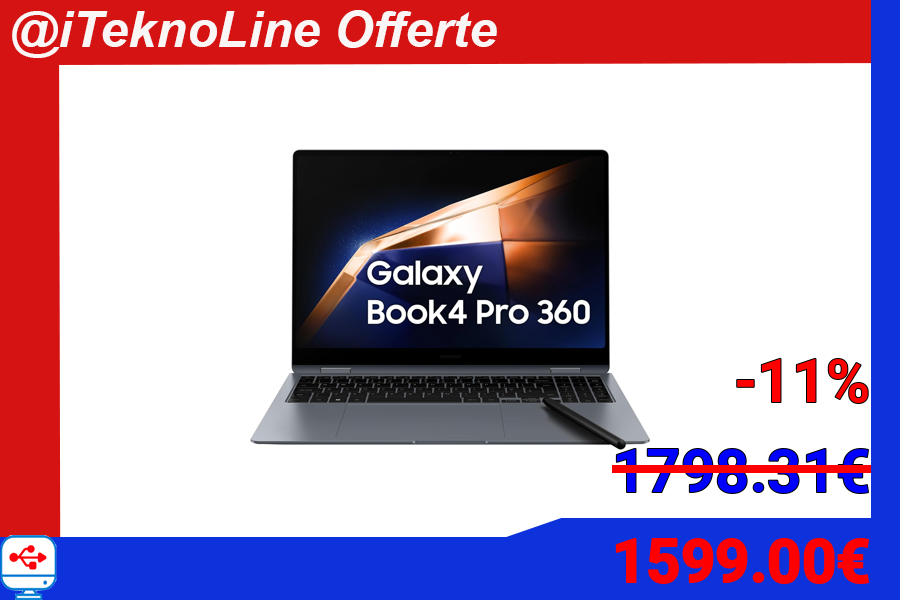 @iTeknoLine Offerte
Galaxy
Book4 Pro 360
-11%
1798.31€
1599.00€